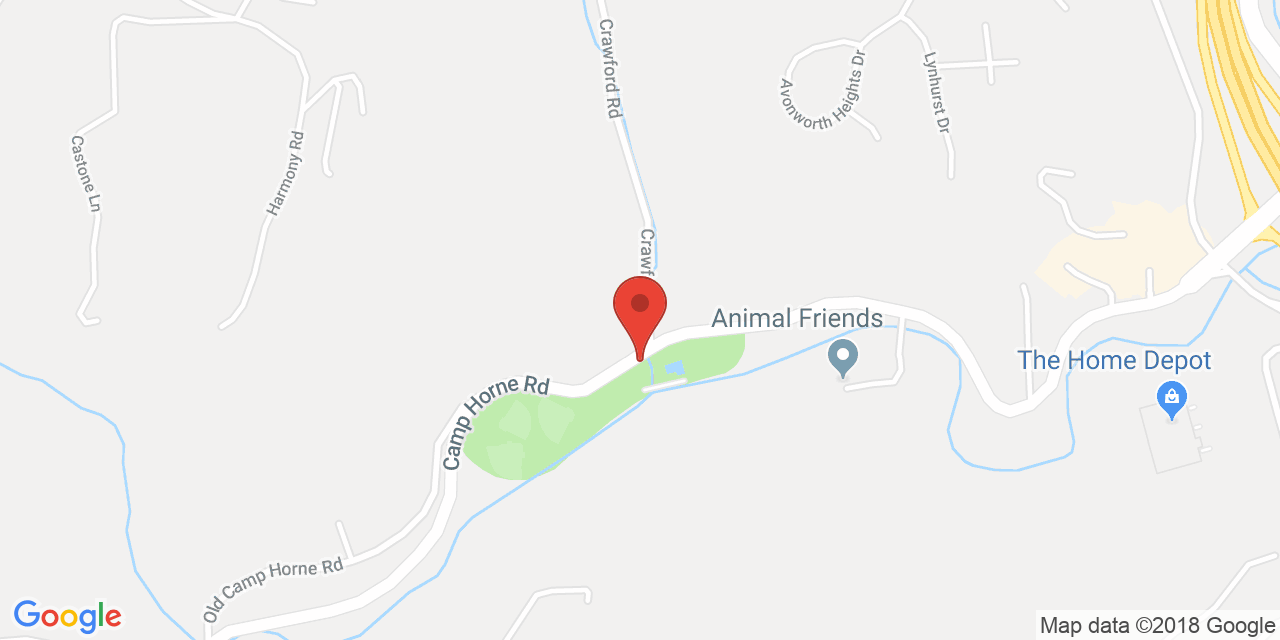 Crawford Rd
Lynhurst Dr
Avonworth Heights Dr
Castone Ln
Harmony Rd
Crawf
Animal Friends
The Home Depot
Camp Horne Rd
Old Camp Horne Rd
Google
Map data ©2018 Google